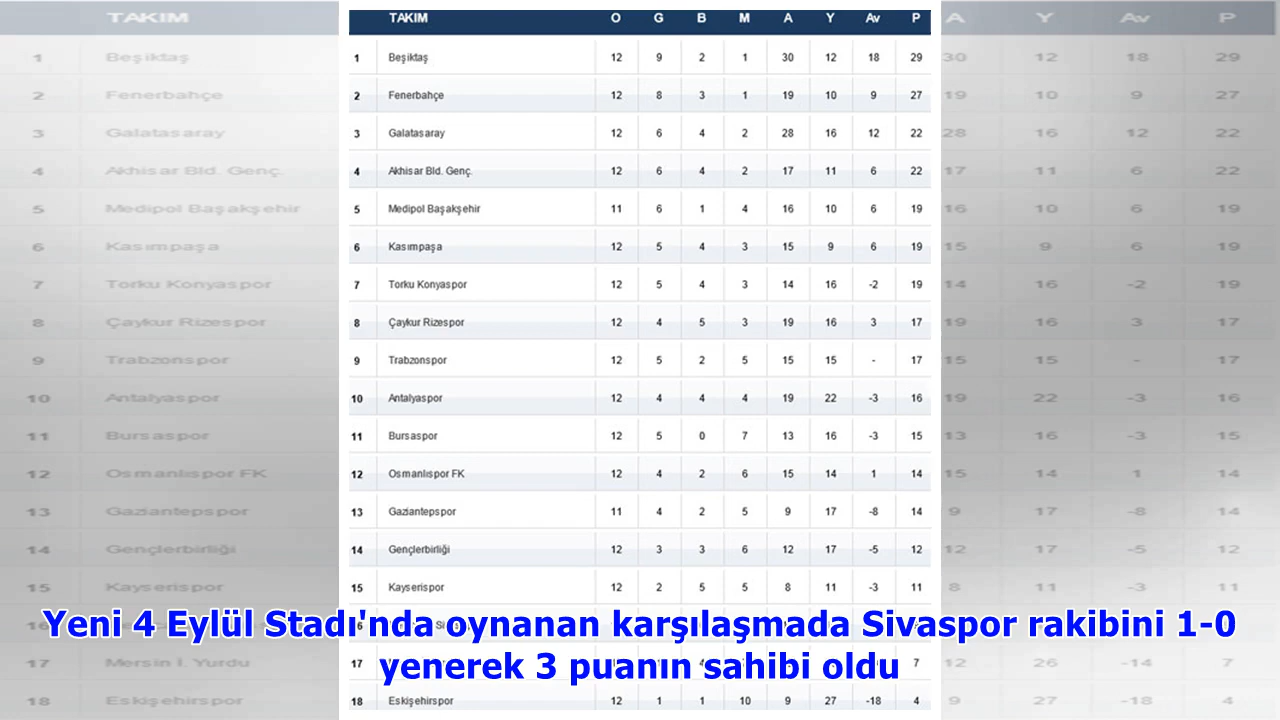 TAKIM O G B M A Y Av P
1 Beşiktaş 12 9 2 1 30 12 18 29
2 Fenerbahçe 12 8 3 1 19 10 9 27
3 Galatasaray 12 6 4 2 28 16 12 22
4 Akhisar Bld. Genç. 12 6 4 2 17 11 6 22
5 Medipol Başakşehir 11 6 1 4 16 10 6 19
6 Kasımpaşa 12 5 4 3 15 9 6 19
7 Torku Konyaspor 12 5 4 3 14 16 -2 19
8 Çaykur Rizespor 12 4 5 3 19 16 3 17
9 Trabzonspor 12 5 2 5 15 15 - 17
10 Antalyaspor 12 4 4 4 19 22 -3 16
11 Bursaspor 12 5 0 7 13 16 -3 15
12 Osmanlıspor FK 12 4 2 6 15 14 1 14
13 Gaziantepspor 11 4 2 5 9 17 -8 14
14 Gençlerbirliği 12 3 3 6 12 17 -5 12
15 Kayserispor 12 2 5 5 8 11 -3 11
Yeni 4 Eylül Stadı'nda oynanan karşılaşmada Sivaspor rakibini 1-0
yenerek 3 puanın sahibi oldu
17 Mersin İ. Yurdu 12 26 -14 7
18 Eskişehirspor 12 1 1 10 9 27 -18 4